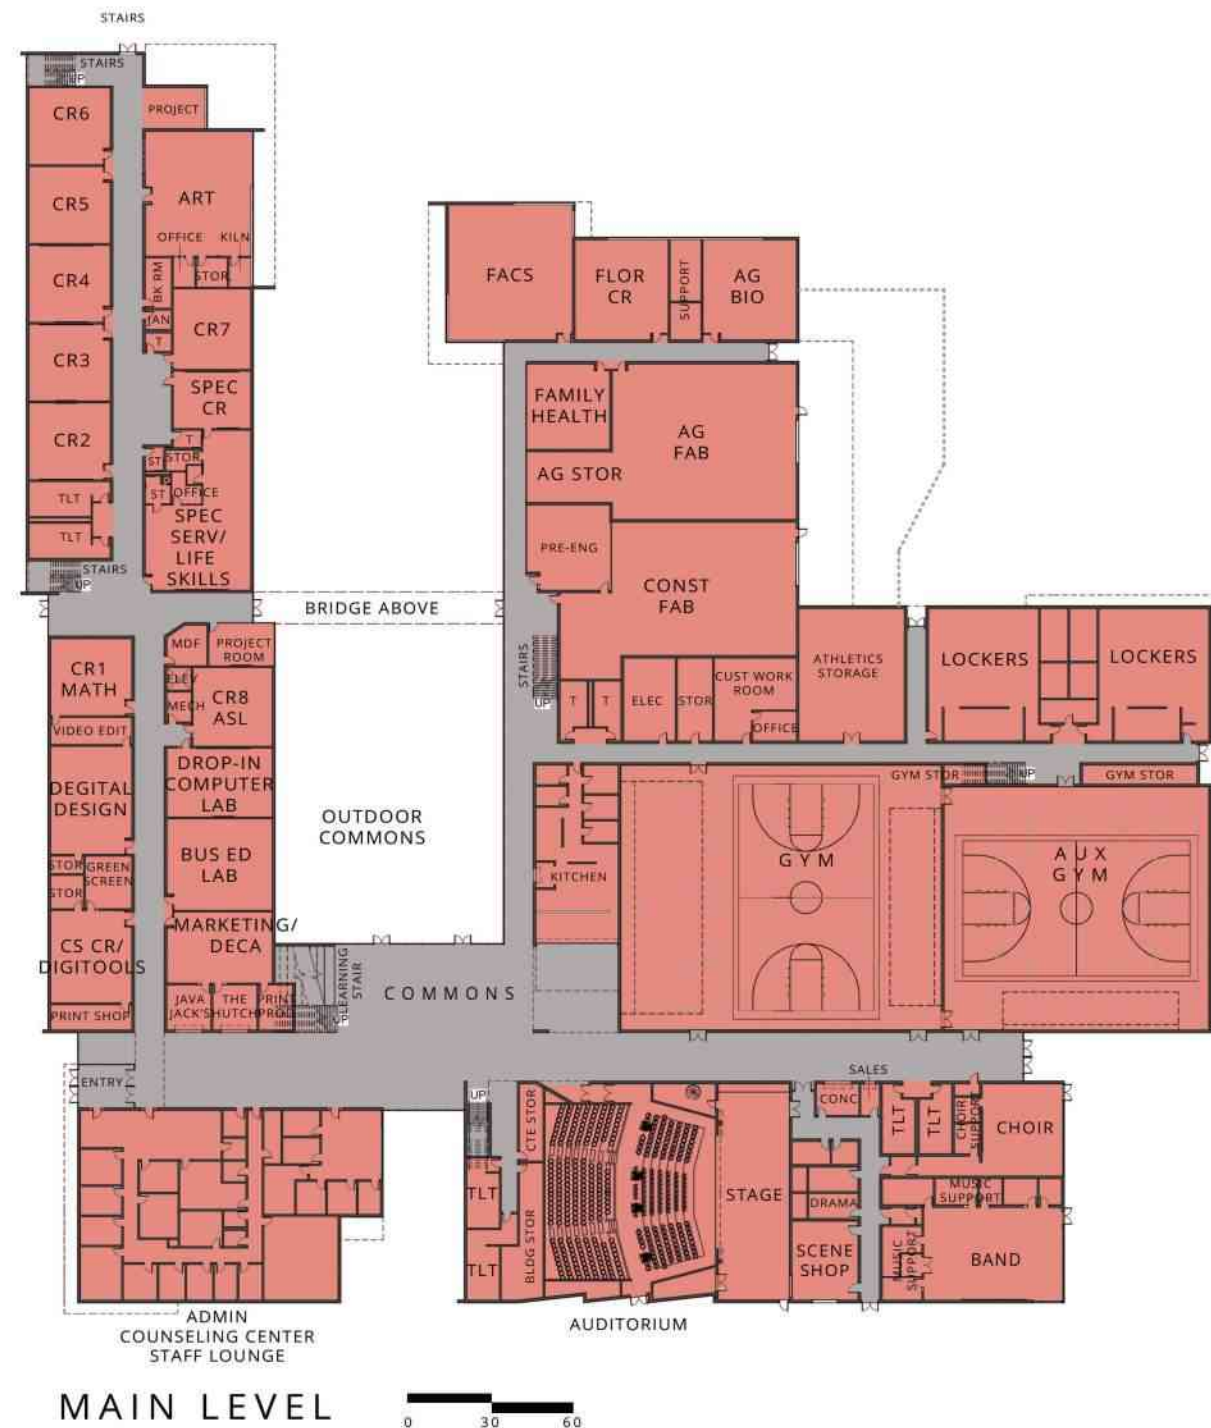 STAIRS
STAIRS
UP
CR6
PROJECT
CR5
ART
OFFICE
KILN
STOR
BK RM
CR4
JAN
CR7
T
CR3
SPEC
CR
CR2
T
ST
STOR
ST
OFFICE
TLT
SPEC
SERV/
LIFE
SKILLS
TLT
STAIRS
UP
FACS
FLOR
CR
SUPPORT
AG
BIO
FAMILY
HEALTH
AG
FAB
AG STOR
PRE-ENG
CONST
FAB
BRIDGE ABOVE
MDF
PROJECT
ROOM
CR1
MATH
ELEV
MECH
CR8
ASL
VIDEO EDIT
STAIRS
UP
T
T
ELEC
STOR
CUST WORK
ROOM
OFFICE
ATHLETICS
STORAGE
LOCKERS
LOCKERS
DEGITAL
DESIGN
DROP-IN
COMPUTER
LAB
OUTDOOR
COMMONS
GYM STOR
UP
GYM STOR
STOR
GREEN
SCREEN
STOR
BUS ED
LAB
KITCHEN
GYM
AUX
GYM
CS CR/
DIGITOOLS
MARKETING/
DECA
PRINT SHOP
JAVA
JACK'S
THE
HUTCH
PRINT
PROD
LEARNING
STAIR
UP
COMMONS
ENTRY
SALES
UP
CTE STOR
CONC
TLT
TLT
CHOIR
SUPPORT
CHOIR
TLT
STAGE
DRAMA
MUSIC
SUPPORT
BLDG STOR
SCENE
SHOP
MUSIC
SUPPORT
BAND
TLT
ADMIN
COUNSELING CENTER
STAFF LOUNGE
AUDITORIUM
MAIN LEVEL
0 30 60